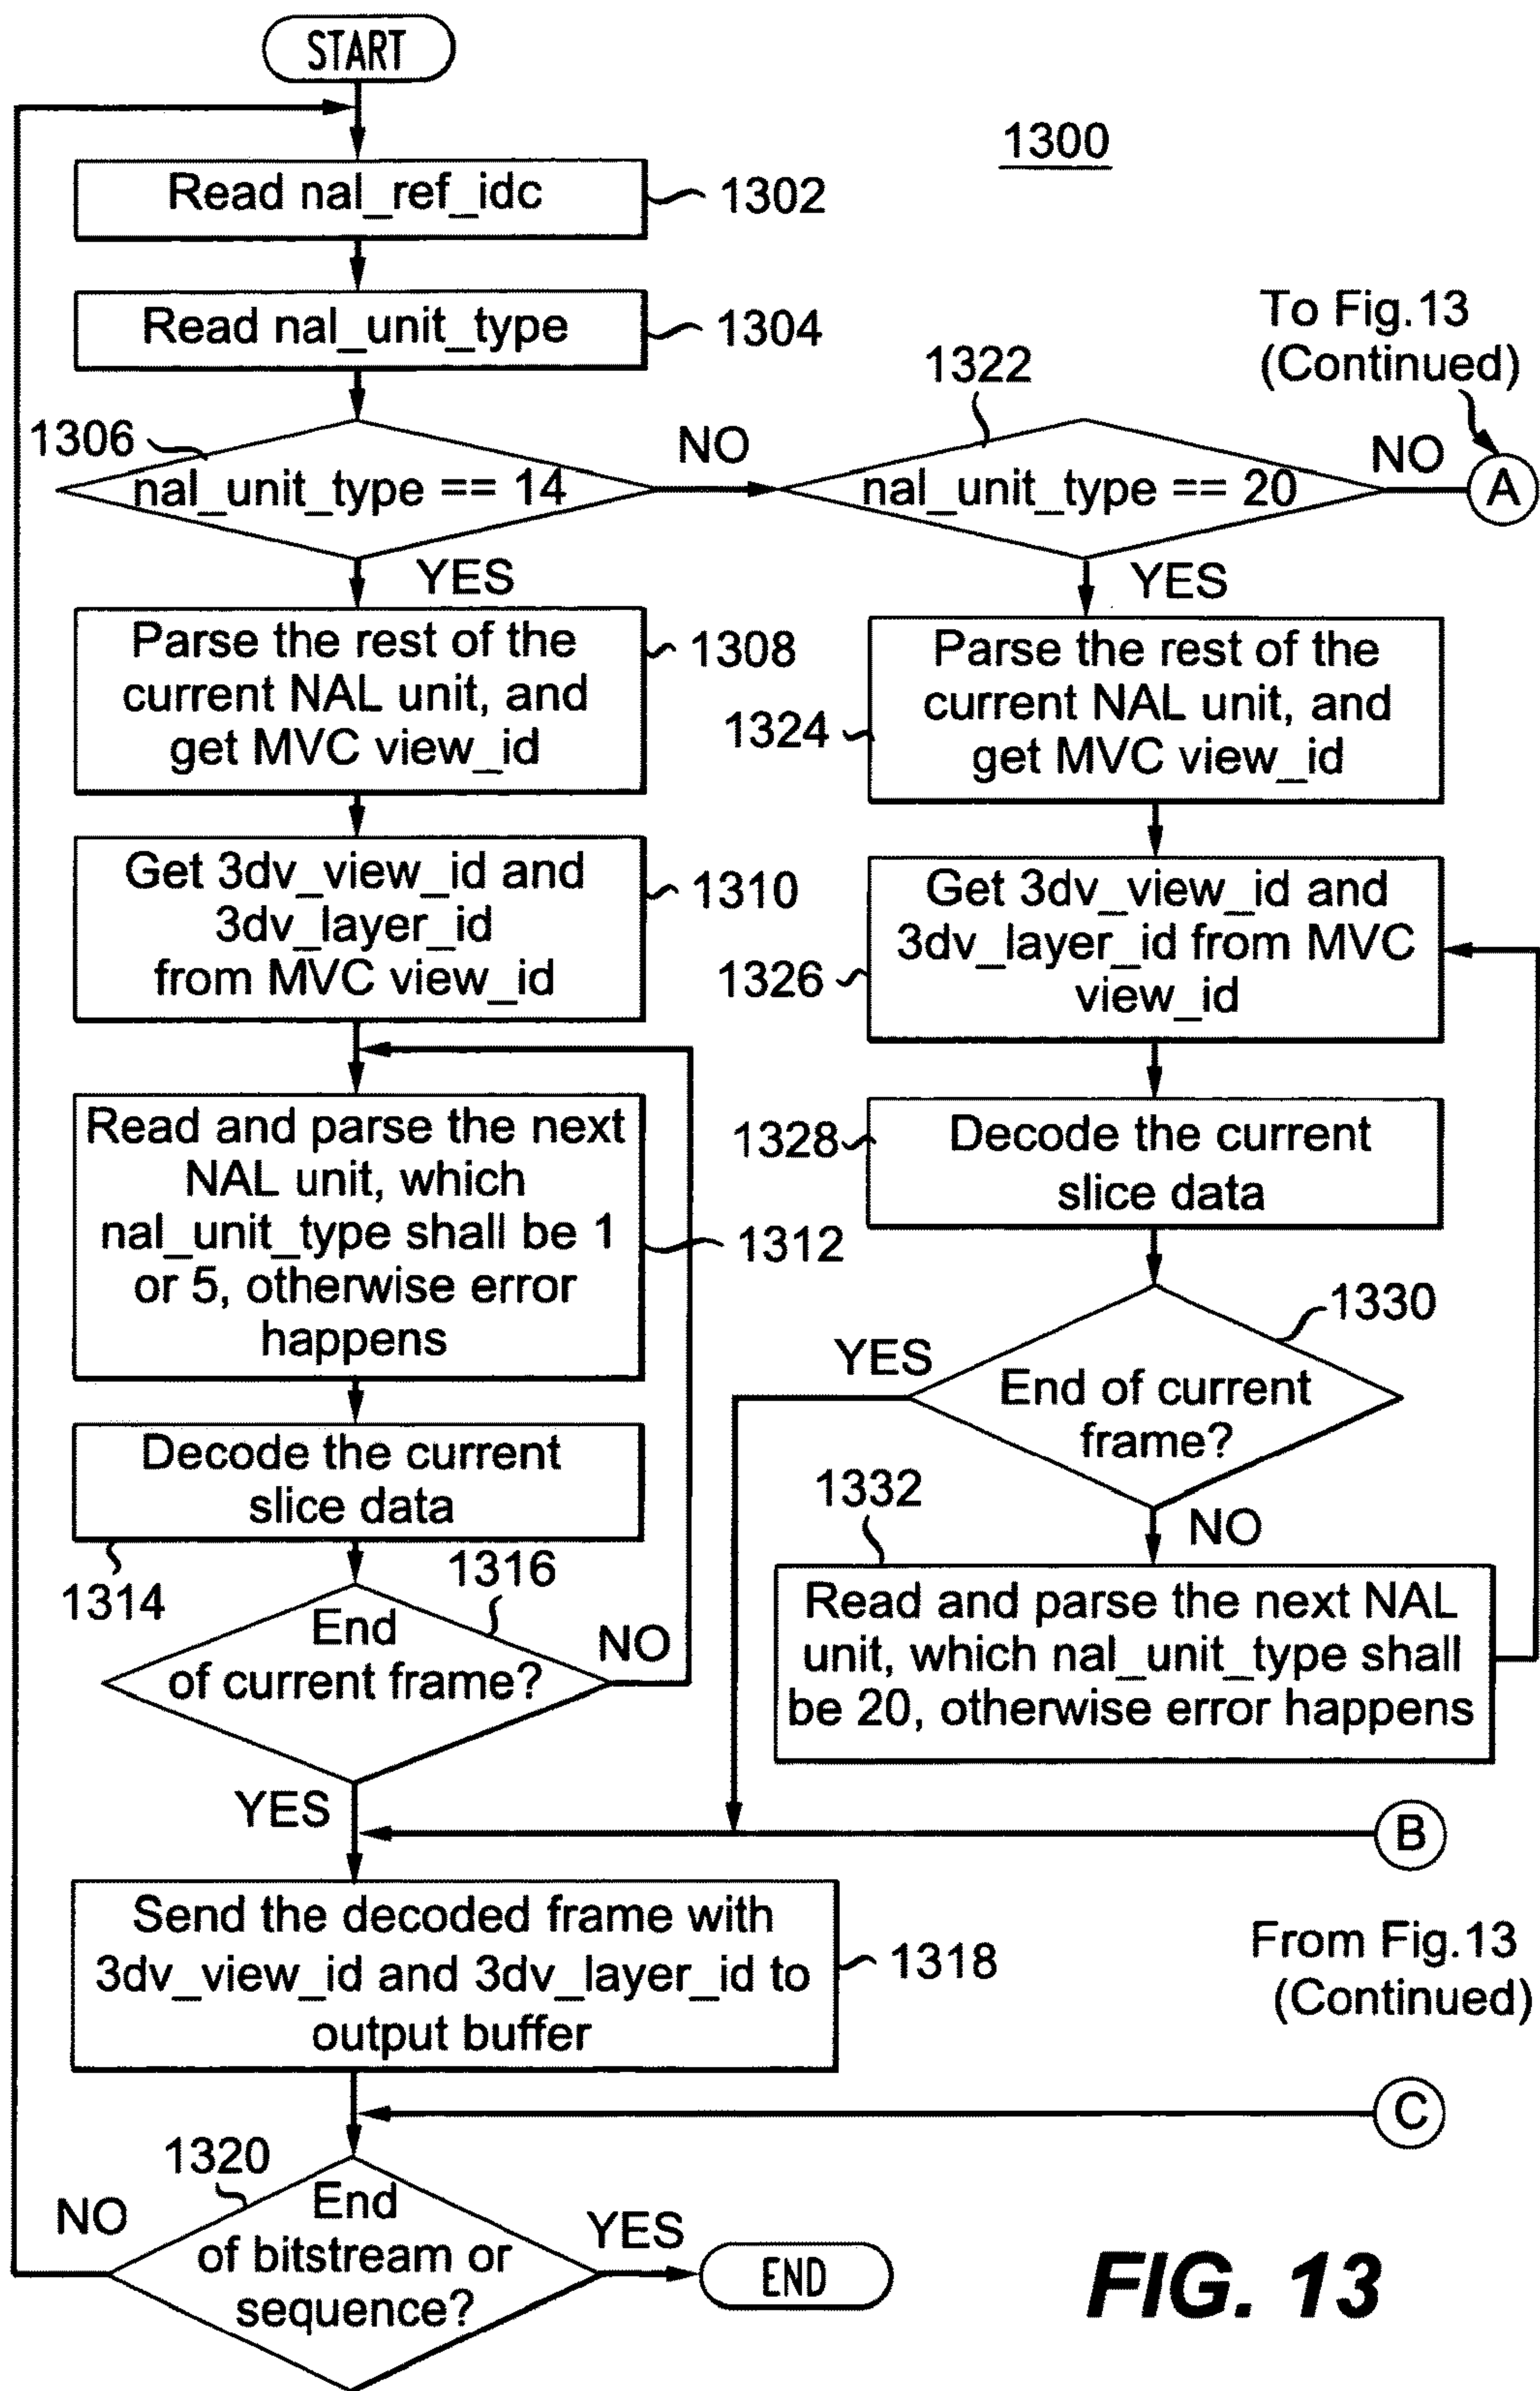 START
1300
Read nal_ref_idc
1302
Read nal_unit_type
1304
To Fig.13
(Continued)
1306
nal_unit_type == 14
NO
1322
nal_unit_type == 20
NO
A
YES
YES
Parse the rest of the
current NAL unit, and
get MVC view_id
1308
Parse the rest of the
current NAL unit, and
get MVC view_id
1324
Get 3dv_view_id and
3dv_layer_id
from MVC view_id
1310
Get 3dv_view_id and
3dv_layer_id from MVC
view_id
1326
Read and parse the next
NAL unit, which
nal_unit_type shall be 1
or 5, otherwise error
happens
1312
Decode the current
slice data
1328
1330
YES
End of current
frame?
NO
Decode the current
slice data
1314
1316
End
of current frame?
NO
1332
Read and parse the next NAL
unit, which nal_unit_type shall
be 20, otherwise error happens
YES
B
Send the decoded frame with
3dv_view_id and 3dv_layer_id to
output buffer
1318
From Fig.13
(Continued)
C
1320
End
of bitstream or
sequence?
NO
YES
END
FIG. 13